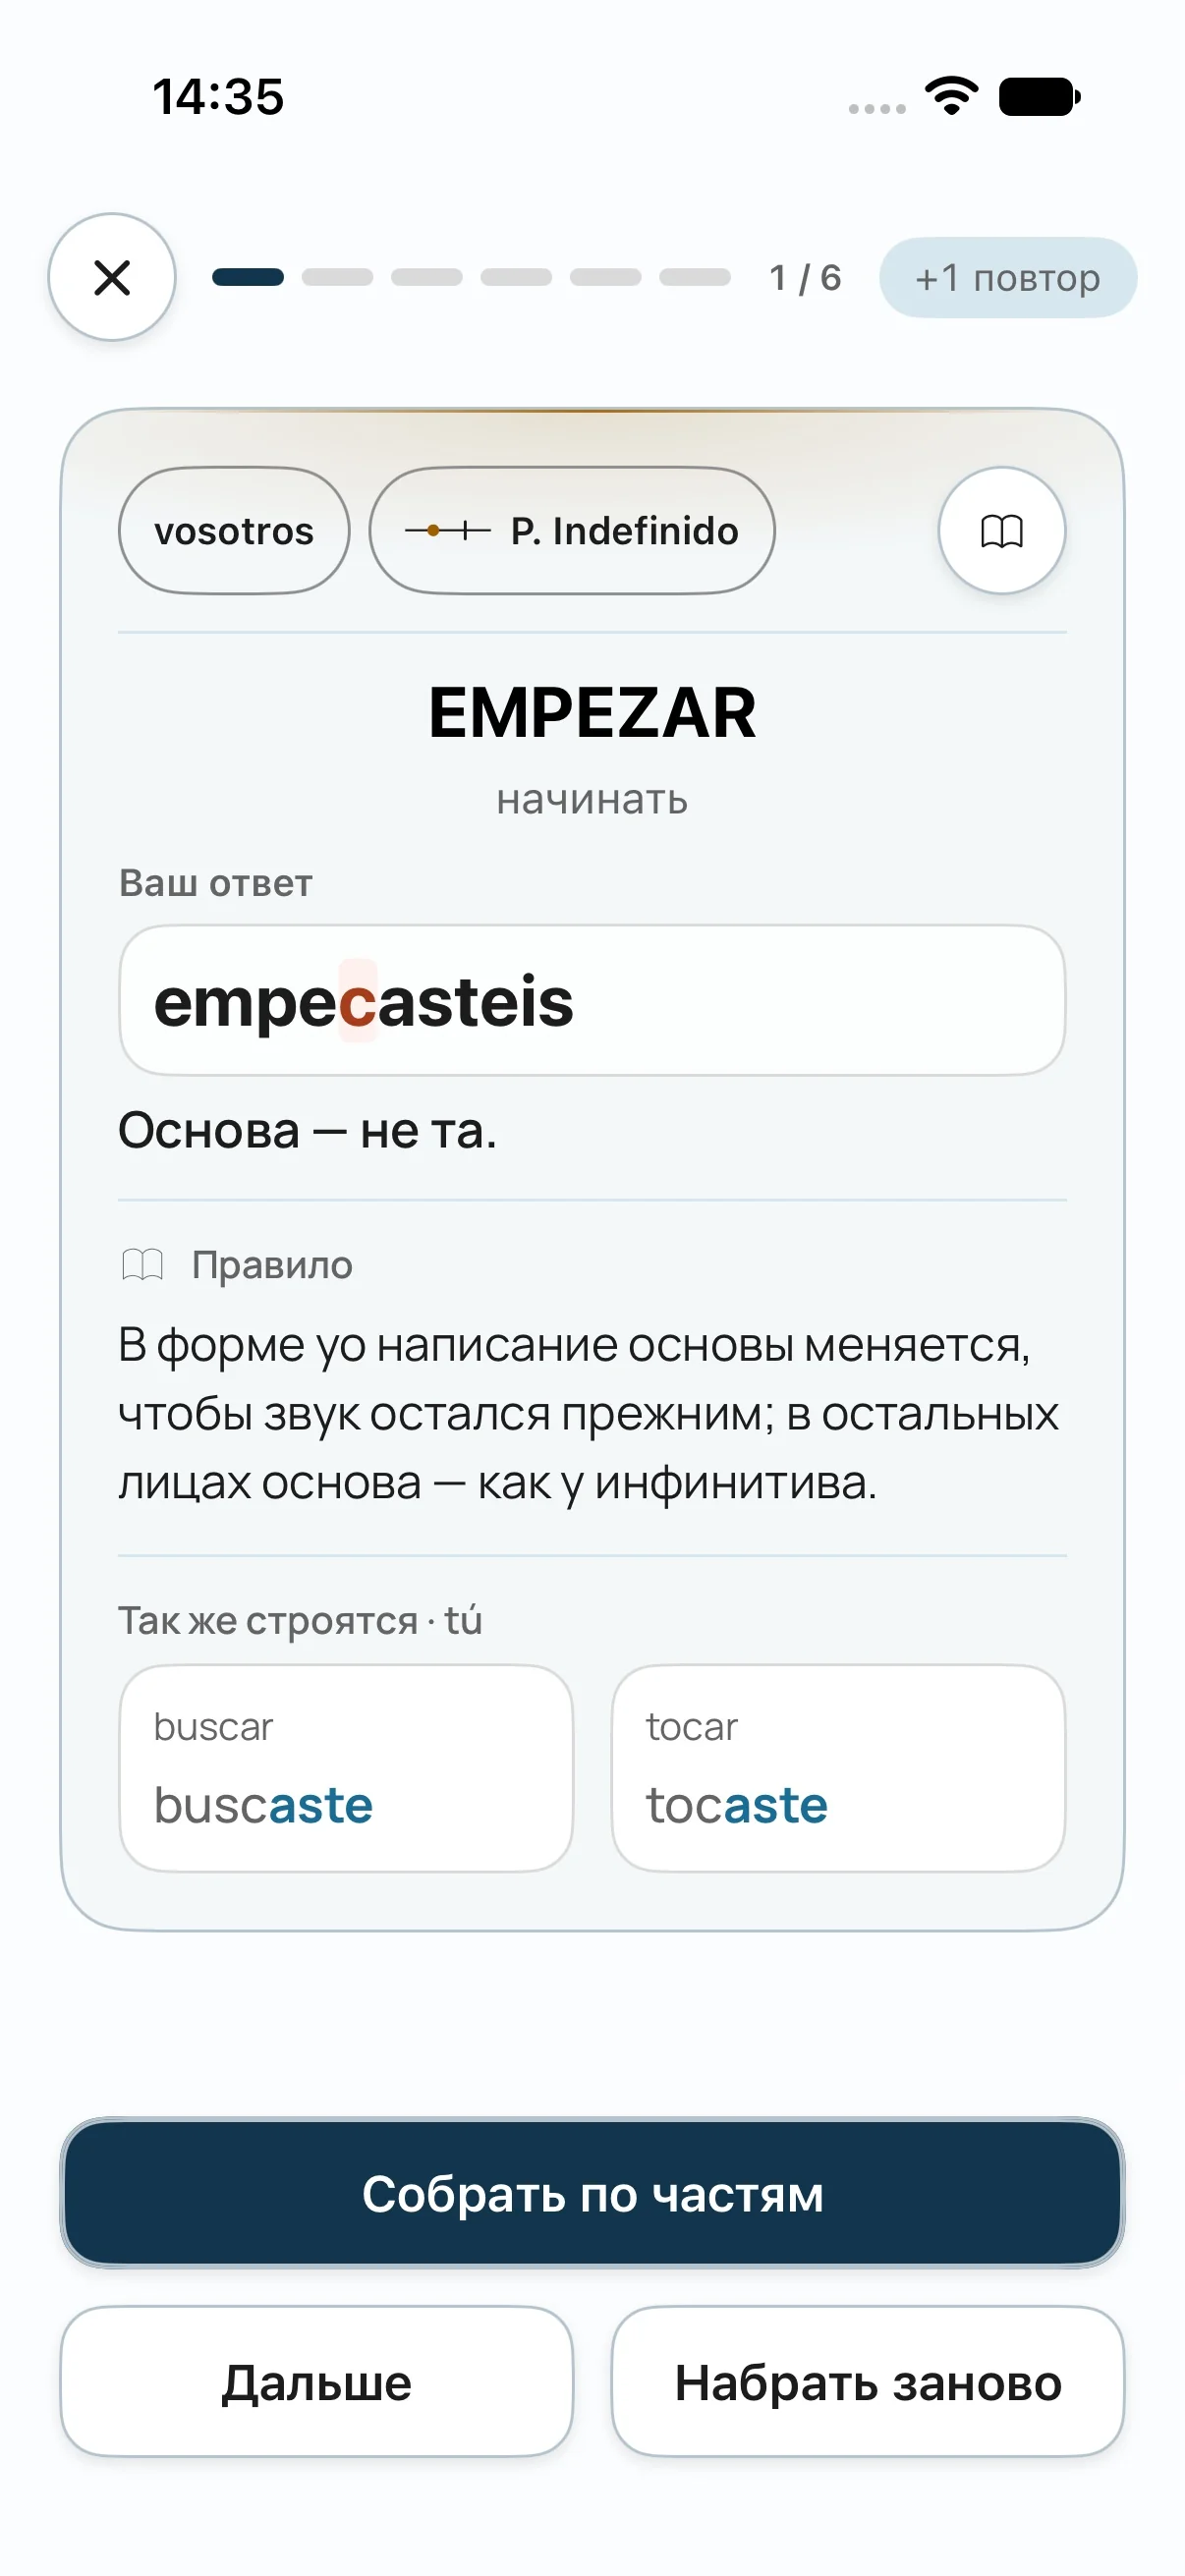 14:35
1 / 6
+1 повтор
vosotros
P. Indefinido
EMPEZAR
начинать
Ваш ответ
empecasteis
Основа — не та.
Правило
В форме yo написание основы меняется,
чтобы звук остался прежним; в остальных
лицах основа — как у инфинитива.
Так же строятся · tú
buscar
tocar
buscaste
tocaste
Собрать по частям
Дальше
Набрать заново